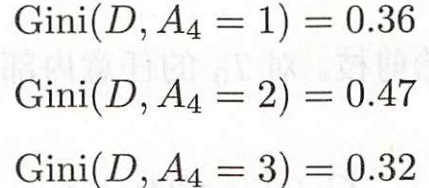 Gini(D, A₄ = 1) = 0.36
Gini(D, A₄ = 2) = 0.47
Gini(D, A₄ = 3) = 0.32